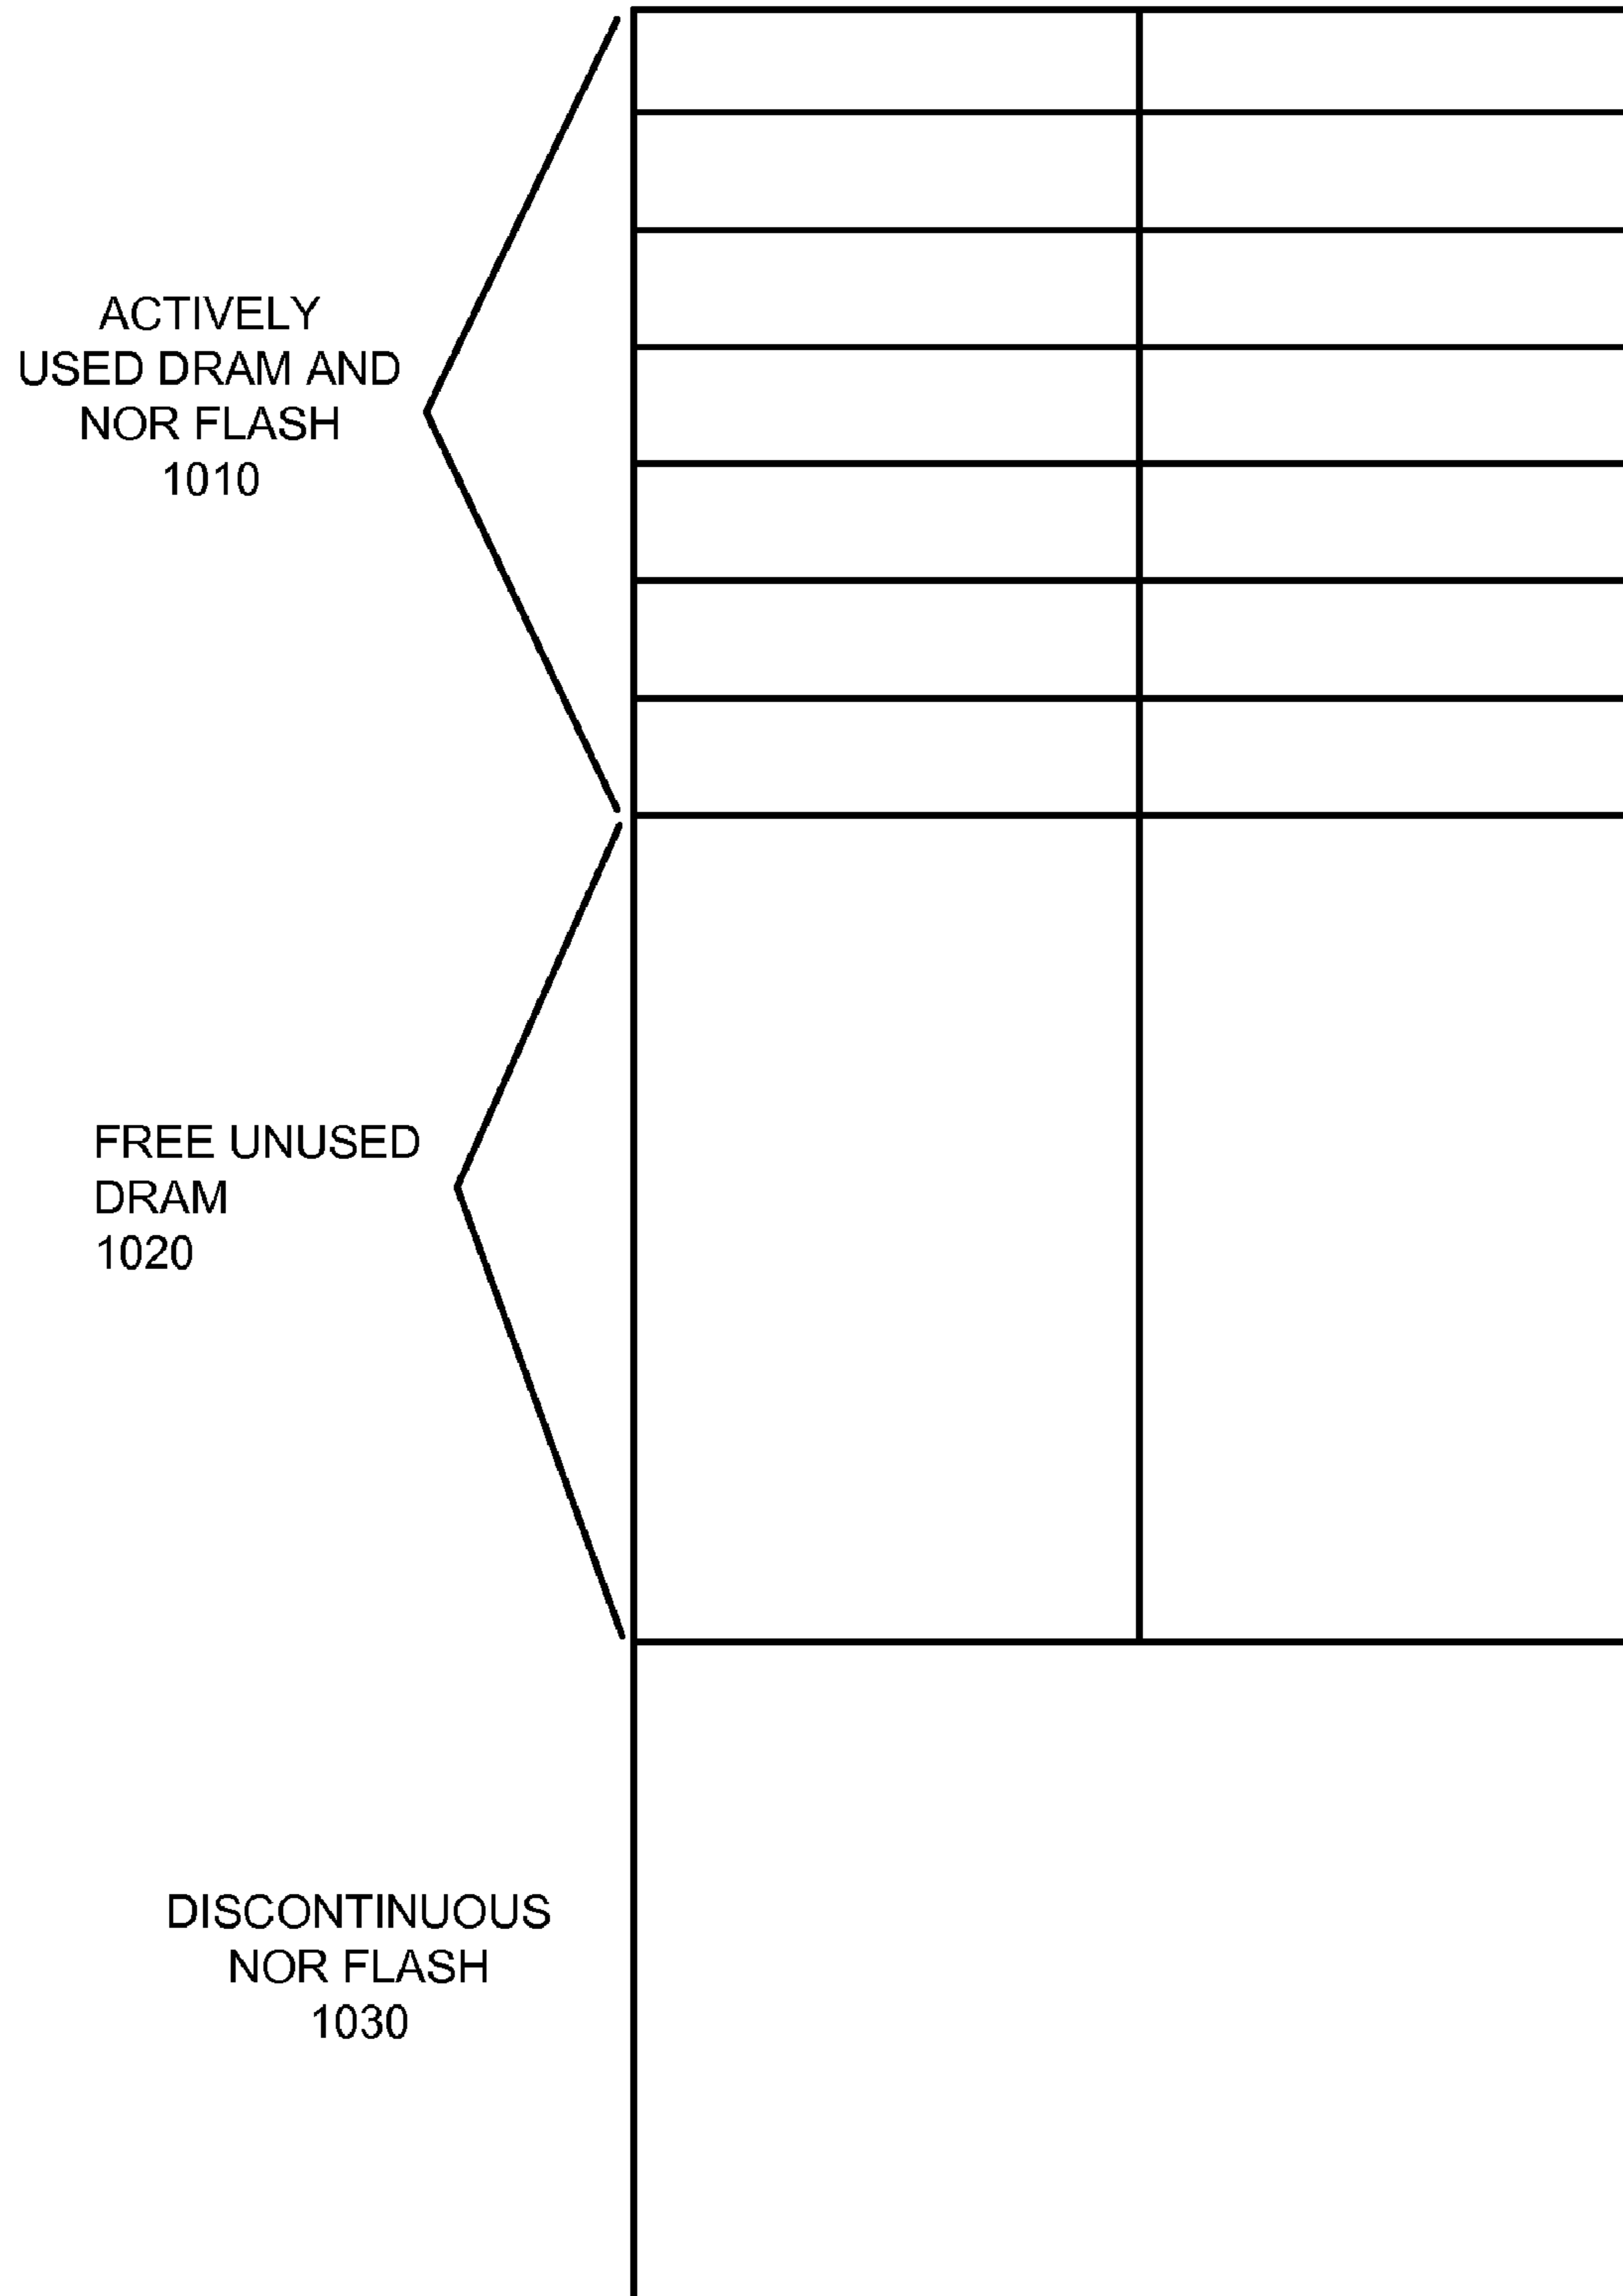 ACTIVELY
USED DRAM AND
NOR FLASH
1010
FREE UNUSED
DRAM
1020
DISCONTINUOUS
NOR FLASH
1030